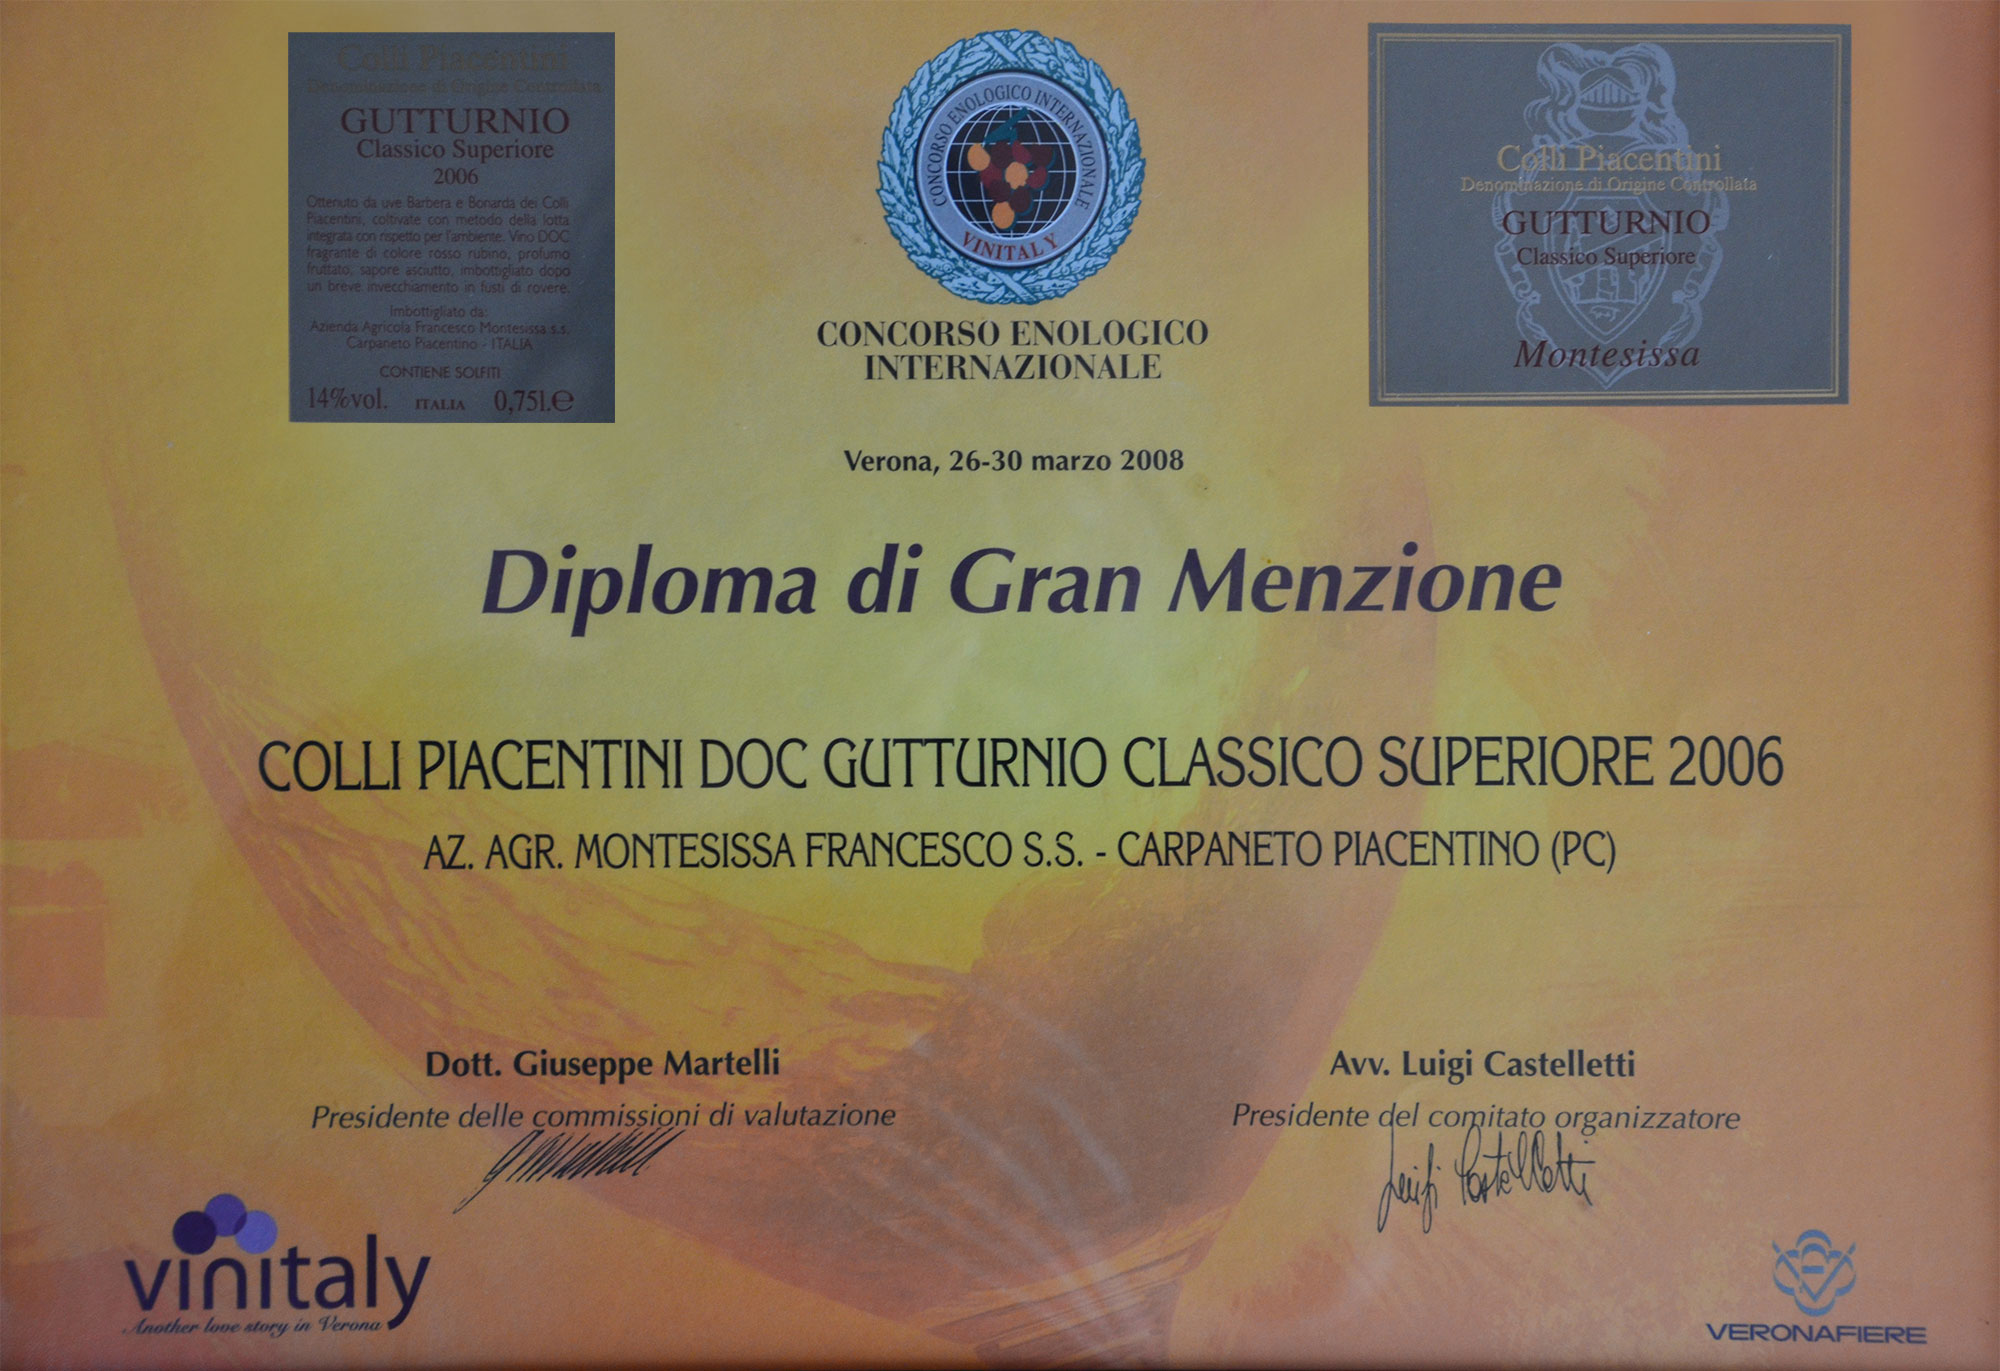 Colli Piacentini
Denominazione di Origine Controllata
GUTTURNIO
Classico Superiore
2006
Ottenuto da uve Barbera e Bonarda dei Colli
Piacentini, coltivate con metodo della lotta
integrata con rispetto per l'ambiente. Vino DOC
fragrante di colore rosso rubino, profumo
fruttato, sapore asciutto, imbottigliato dopo
un breve invecchiamento in fusti di rovere.
Imbottigliato da:
Azienda Agricola Francesco Montesissa s.s.
Carpaneto Piacentino - ITALIA
CONTIENE SOLFITI
14%vol. ITALIA 0,75l.℮
CONCORSO ENOLOGICO INTERNAZIONALE
VINITALY
CONCORSO ENOLOGICO
INTERNAZIONALE
Colli Piacentini
Denominazione di Origine Controllata
GUTTURNIO
Classico Superiore
Montesissa
Verona, 26-30 marzo 2008
Diploma di Gran Menzione
COLLI PIACENTINI DOC GUTTURNIO CLASSICO SUPERIORE 2006
AZ. AGR. MONTESISSA FRANCESCO S.S. - CARPANETO PIACENTINO (PC)
Dott. Giuseppe Martelli
Presidente delle commissioni di valutazione
Avv. Luigi Castelletti
Presidente del comitato organizzatore
Luigi Castelletti
vinitaly
Another love story in Verona
VERONAFIERE